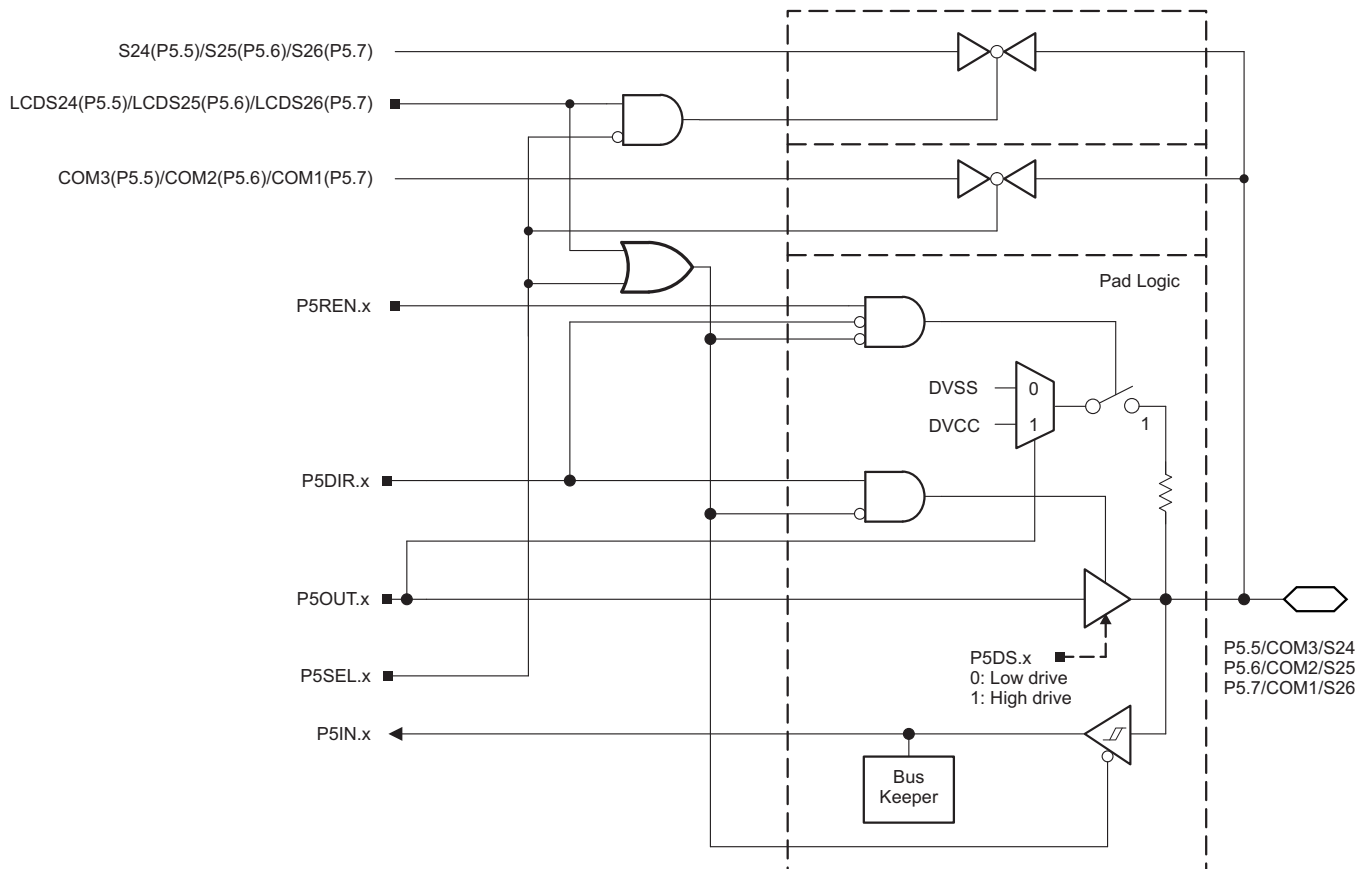 S24(P5.5)/S25(P5.6)/S26(P5.7)
LCDS24(P5.5)/LCDS25(P5.6)/LCDS26(P5.7)
COM3(P5.5)/COM2(P5.6)/COM1(P5.7)
Pad Logic
P5REN.x
DVSS
0
DVCC
1
1
P5DIR.x
P5OUT.x
P5DS.x
0: Low drive
1: High drive
P5.5/COM3/S24
P5.6/COM2/S25
P5.7/COM1/S26
P5SEL.x
P5IN.x
Bus
Keeper